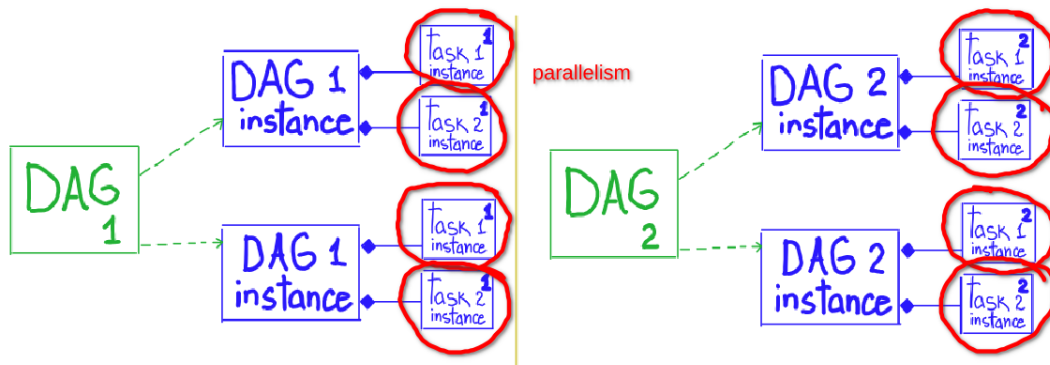 DAG 1
instance
Task 1 1
instance
Task 2 1
instance
DAG
1
DAG 1
instance
Task 1 1
instance
Task 2 1
instance
parallelism
DAG 2
instance
Task 1 2
instance
Task 2 2
instance
DAG
2
DAG 2
instance
Task 1 2
instance
Task 2 2
instance